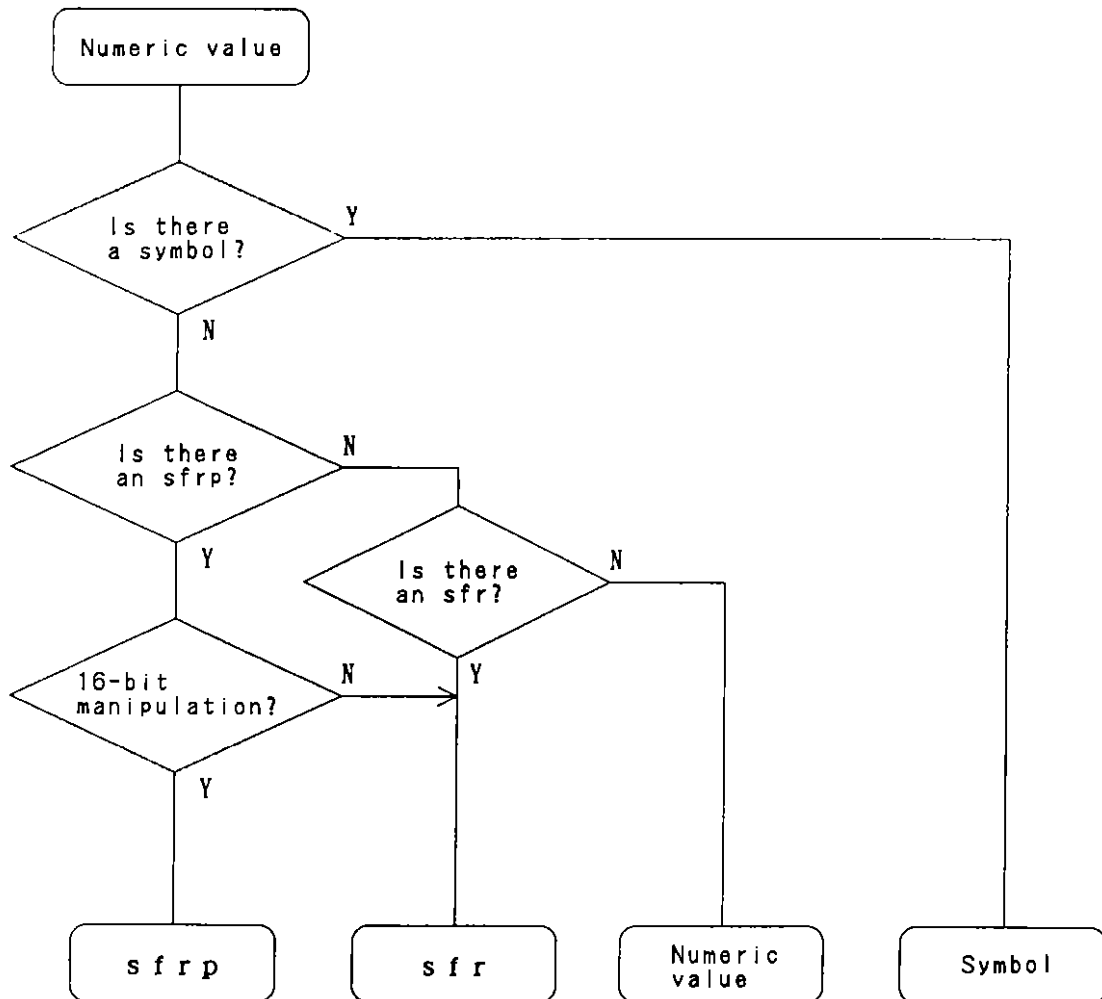 Numeric value
Is there
a symbol?
Y
N
Is there
an sfrp?
N
Y
Is there
an sfr?
N
Y
16-bit
manipulation?
N
Y
sfrp
sfr
Numeric
value
Symbol